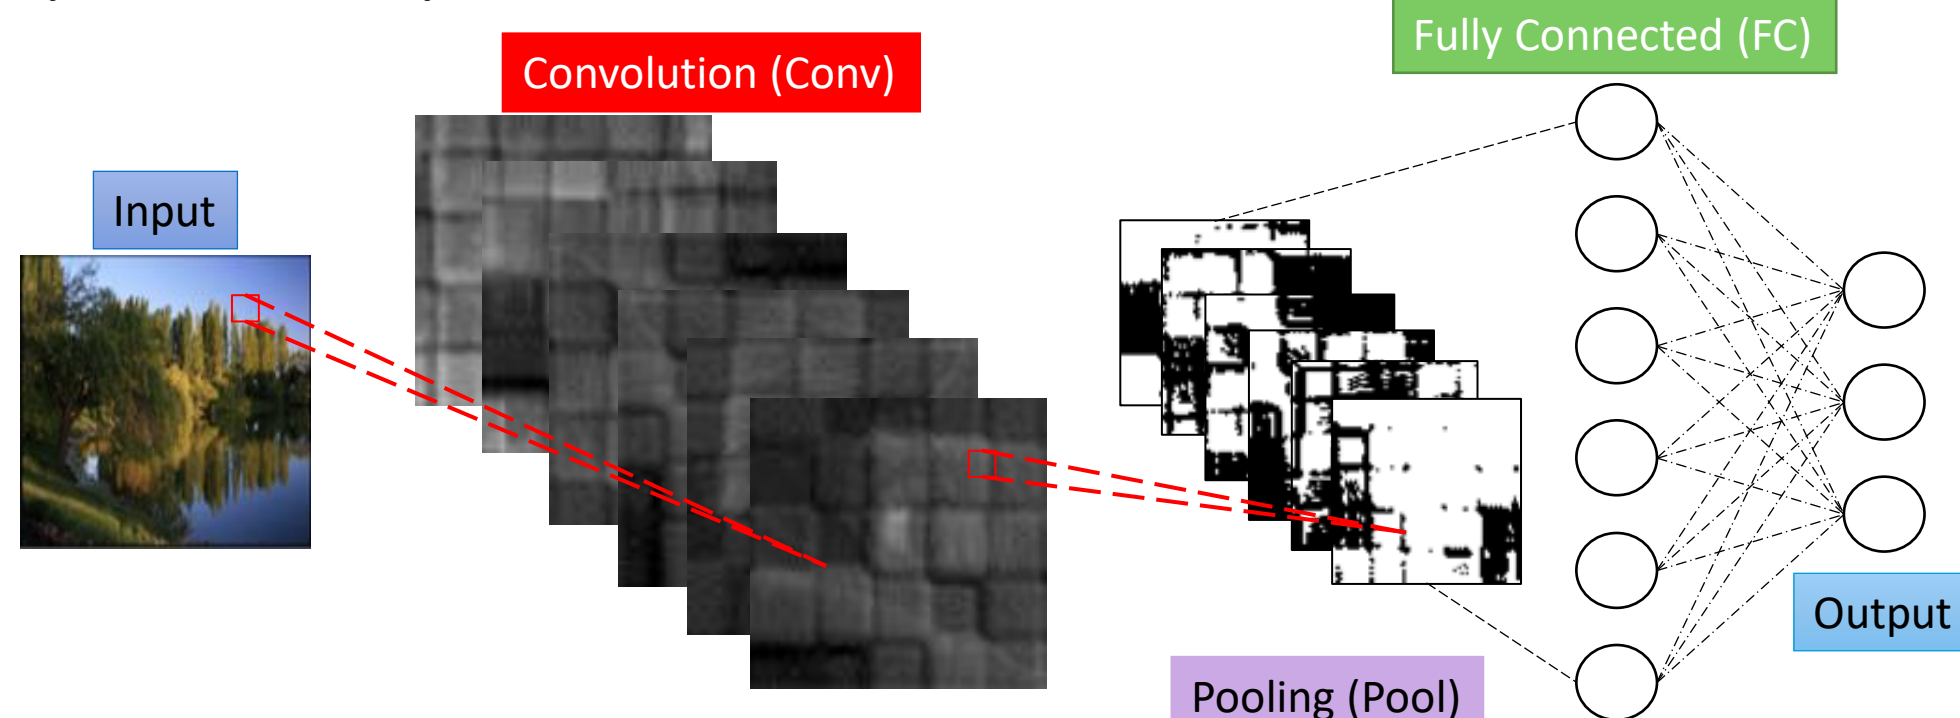 Fully Connected (FC)
Convolution (Conv)
Input
Output
Pooling (Pool)